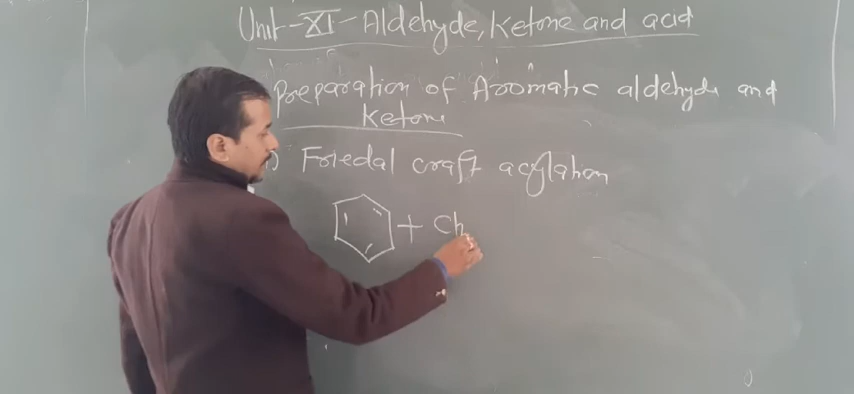 Unit-XI-Aldehyde, Ketone and acid
Preparation of Aromatic aldehyde and
Ketone
) Friedal craft acylation
+ Ch